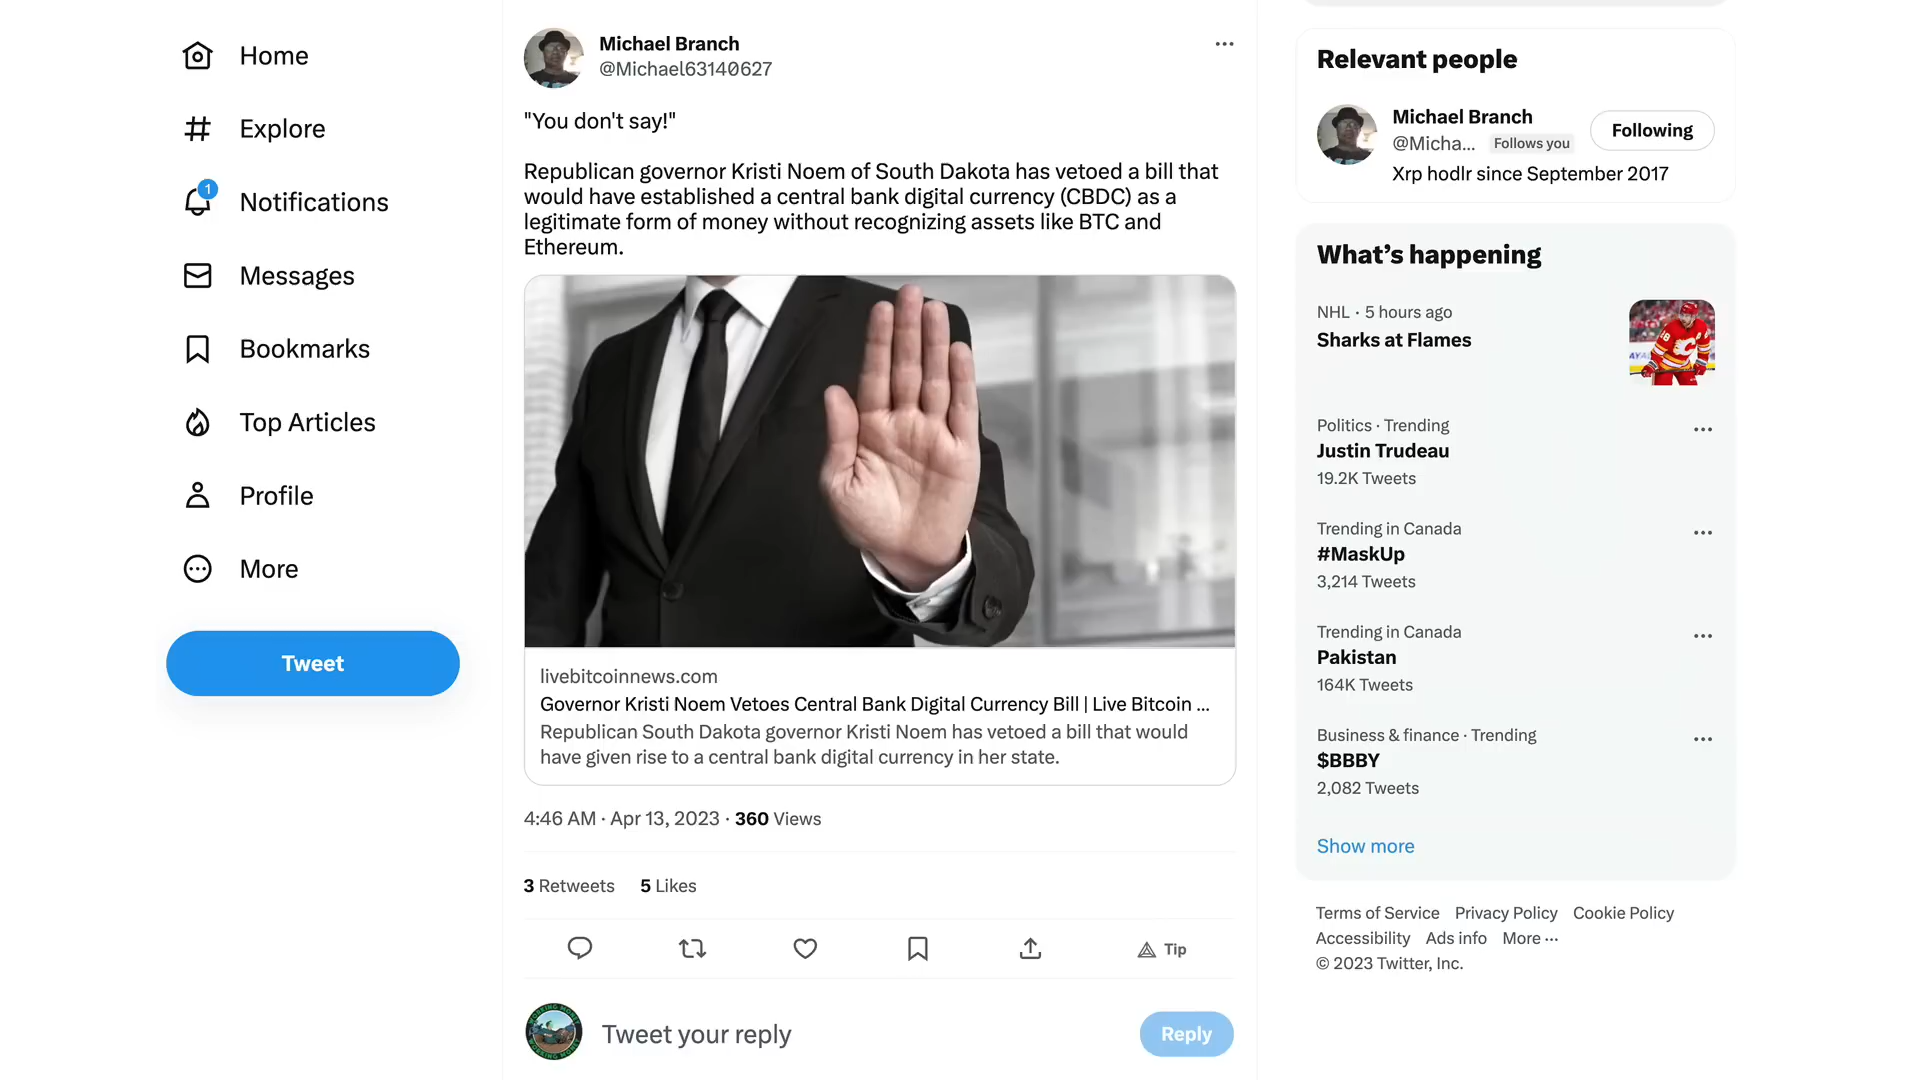 Home
Explore
1
Notifications
Messages
Bookmarks
Top Articles
Profile
More
Tweet
Michael Branch
@Michael63140627
"You don't say!"
Republican governor Kristi Noem of South Dakota has vetoed a bill that
would have established a central bank digital currency (CBDC) as a
legitimate form of money without recognizing assets like BTC and
Ethereum.
livebitcoinnews.com
Governor Kristi Noem Vetoes Central Bank Digital Currency Bill | Live Bitcoin ...
Republican South Dakota governor Kristi Noem has vetoed a bill that would
have given rise to a central bank digital currency in her state.
4:46 AM · Apr 13, 2023 · 360 Views
3 Retweets 5 Likes
Tip
Tweet your reply
Reply
Relevant people
Michael Branch
@Micha... Follows you
Following
Xrp hodlr since September 2017
What's happening
NHL · 5 hours ago
Sharks at Flames
Politics · Trending
Justin Trudeau
19.2K Tweets
Trending in Canada
#MaskUp
3,214 Tweets
Trending in Canada
Pakistan
164K Tweets
Business & finance · Trending
$BBBY
2,082 Tweets
Show more
Terms of Service Privacy Policy Cookie Policy
Accessibility Ads info More ···
© 2023 Twitter, Inc.